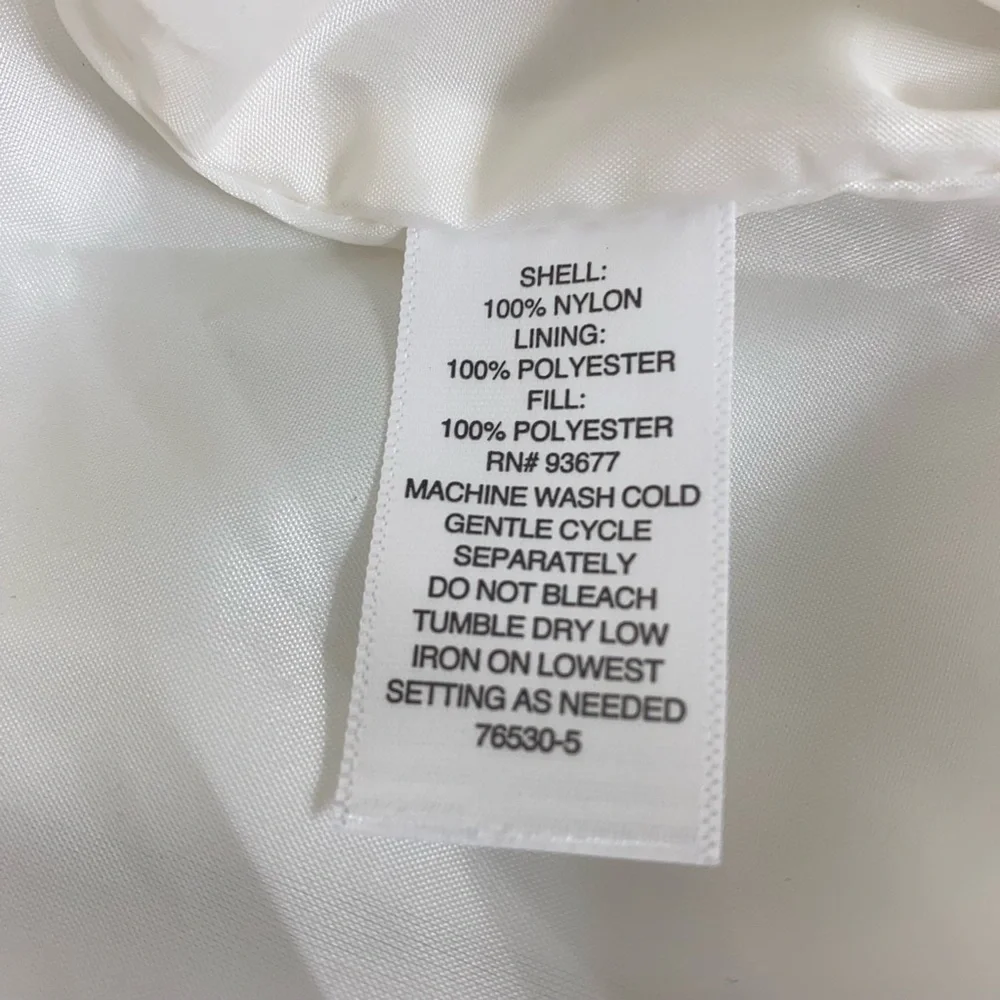 SHELL:
100% NYLON
LINING:
100% POLYESTER
FILL:
100% POLYESTER
RN# 93677
MACHINE WASH COLD
GENTLE CYCLE
SEPARATELY
DO NOT BLEACH
TUMBLE DRY LOW
IRON ON LOWEST
SETTING AS NEEDED
76530-5